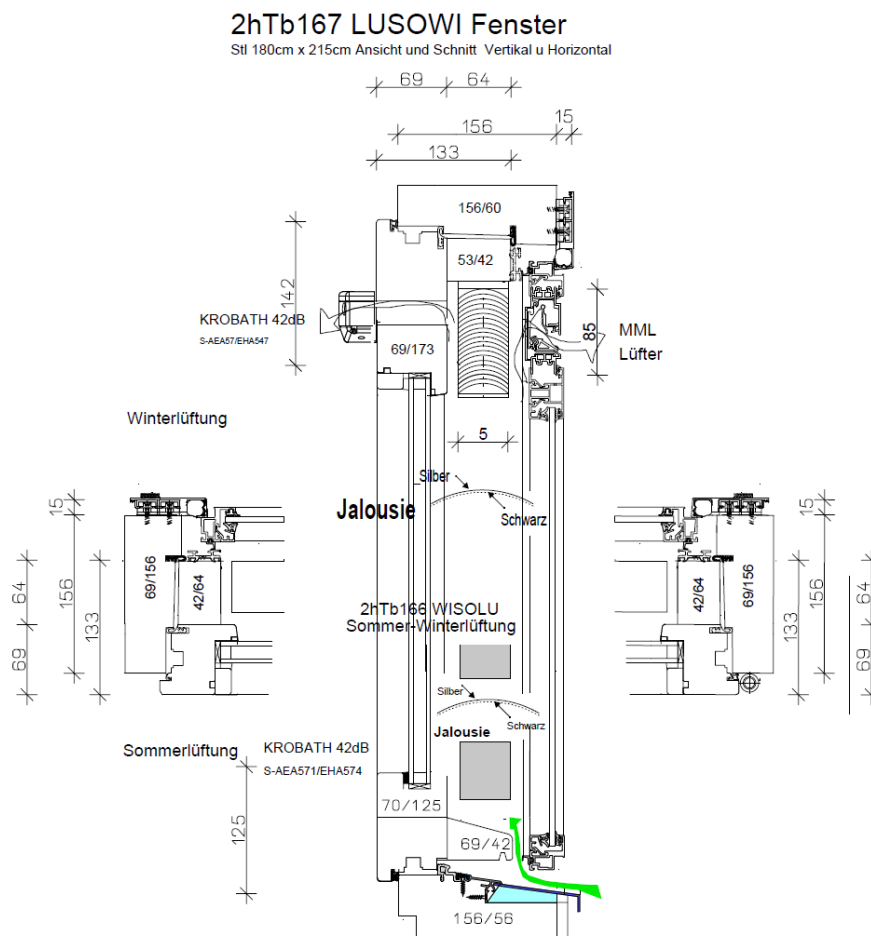 2hTb167 LUSOWI Fenster
Stl 180cm x 215cm Ansicht und Schnitt Vertikal u Horizontal
69 64
15
156
133
156/60
53/42
142
KROBATH 42dB
S-AEA57/EHA547
85
MML
Lüfter
69/173
Winterlüftung
5
Silber
Jalousie
Schwarz
15
156
64
133
69
69/156
42/64
42/64
69/156
15
156
64
133
69
2hTb166 WISOLU
Sommer-Winterlüftung
Silber
Schwarz
Jalousie
Sommerlüftung
KROBATH 42dB
S-AEA571/EHA574
70/125
125
69/42
156/56